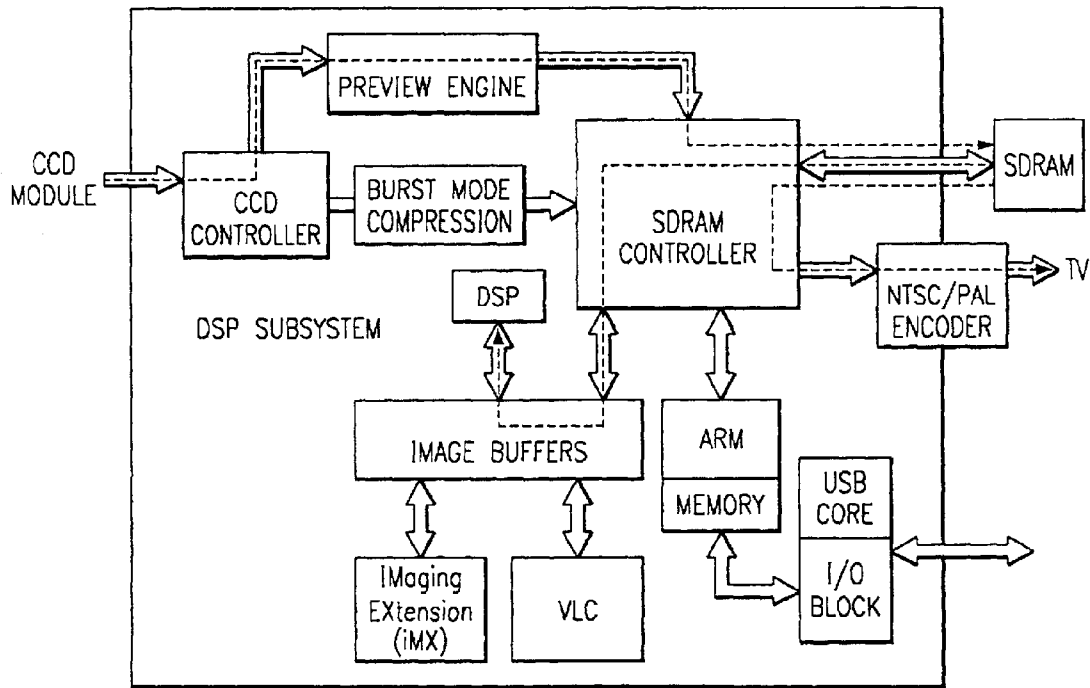 PREVIEW ENGINE
CCD
MODULE
CCD
CONTROLLER
BURST MODE
COMPRESSION
SDRAM
CONTROLLER
SDRAM
NTSC/PAL
ENCODER
TV
DSP
DSP SUBSYSTEM
IMAGE BUFFERS
ARM
MEMORY
USB
CORE
I/O
BLOCK
IMaging
EXtension
(iMX)
VLC